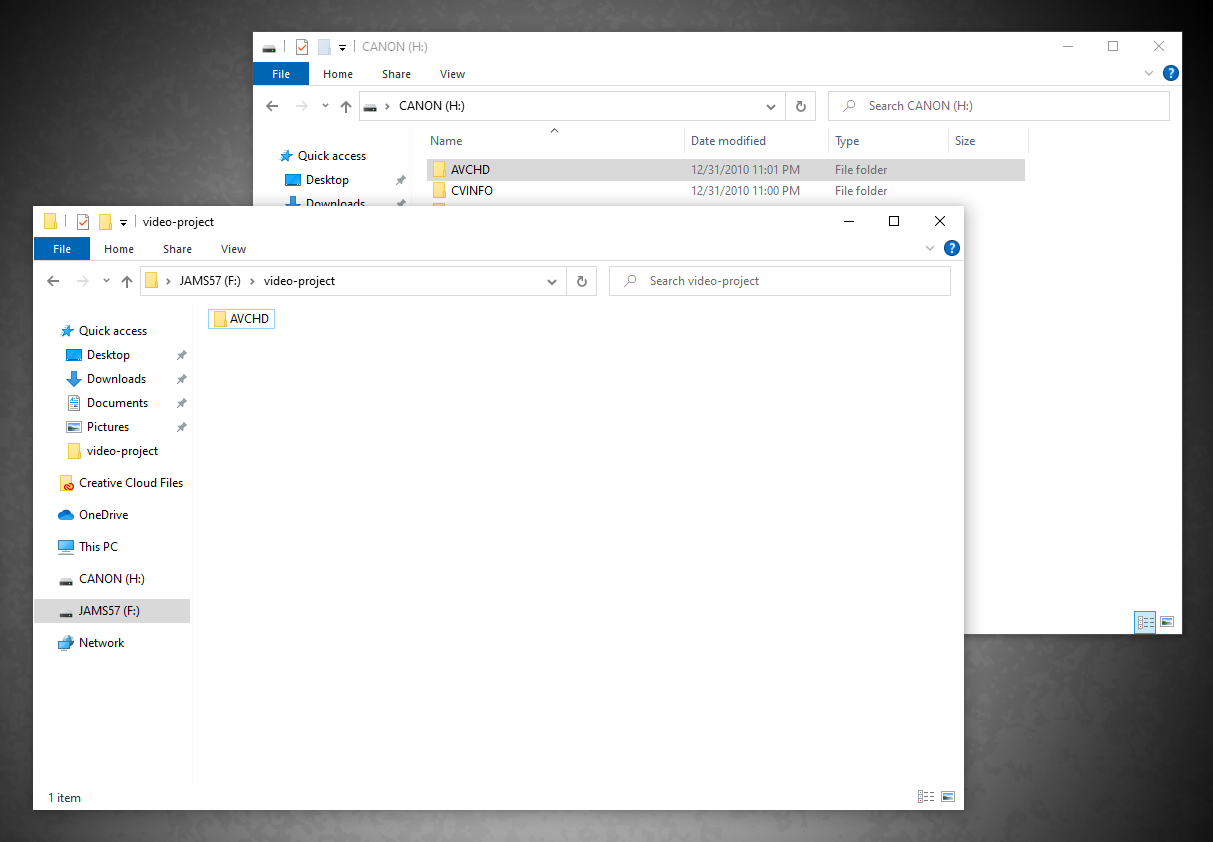 CANON (H:)
File Home Share View
CANON (H:) Search CANON (H:)
Name Date modified Type Size
Quick access
AVCHD 12/31/2010 11:01 PM File folder
Desktop
CVINFO 12/31/2010 11:00 PM File folder
Downloads
video-project
File Home Share View
JAMS57 (F:) video-project Search video-project
AVCHD
Quick access
Desktop
Downloads
Documents
Pictures
video-project
Creative Cloud Files
OneDrive
This PC
CANON (H:)
JAMS57 (F:)
Network
1 item